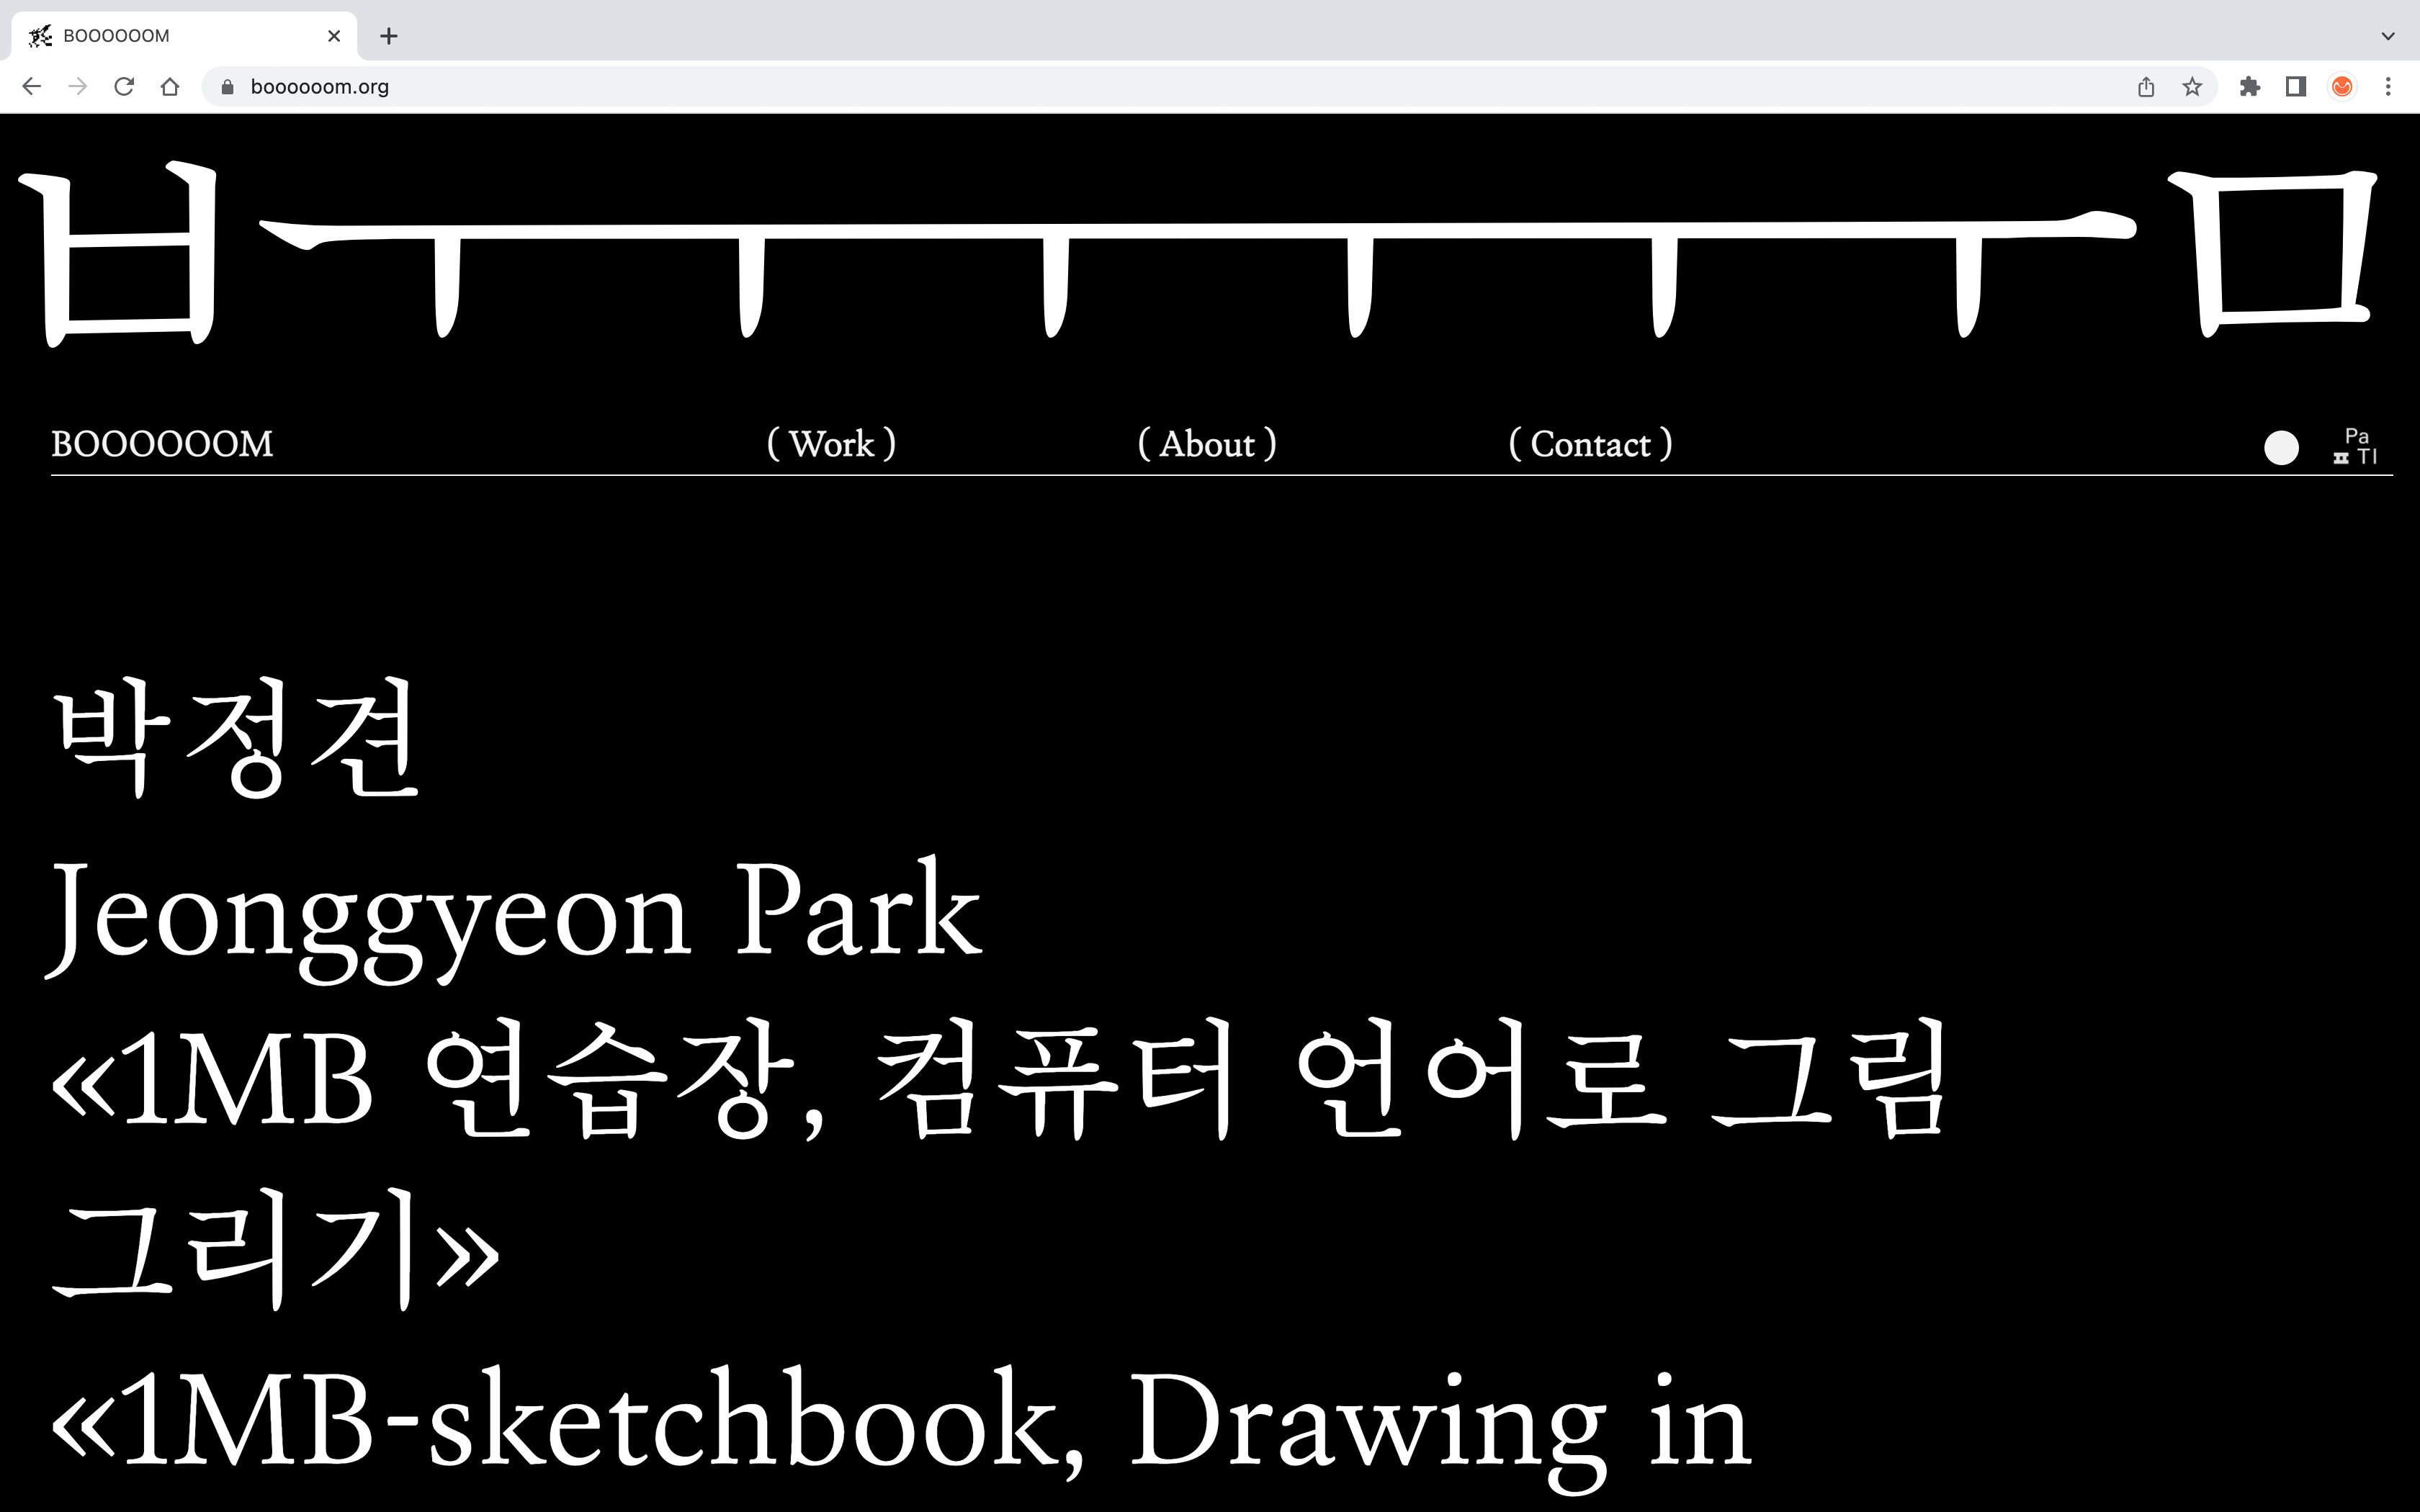 BOOOOOOM
boooooom.org
ㅂㅜㅜㅜㅜㅜㅜㅁ
BOOOOOOM
( Work )
( About )
( Contact )
Pa
TI
박정견
Jeonggyeon Park
«1MB 연습장, 컴퓨터 언어로 그림
그리기»
«1MB-sketchbook, Drawing in